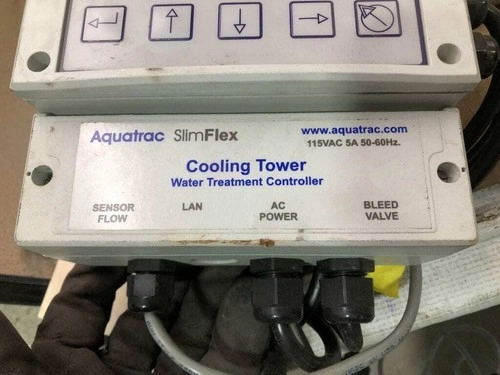 Aquatrac SlimFlex
www.aquatrac.com
115VAC 5A 50-60Hz.
Cooling Tower
Water Treatment Controller
SENSOR FLOW
LAN
AC POWER
BLEED VALVE